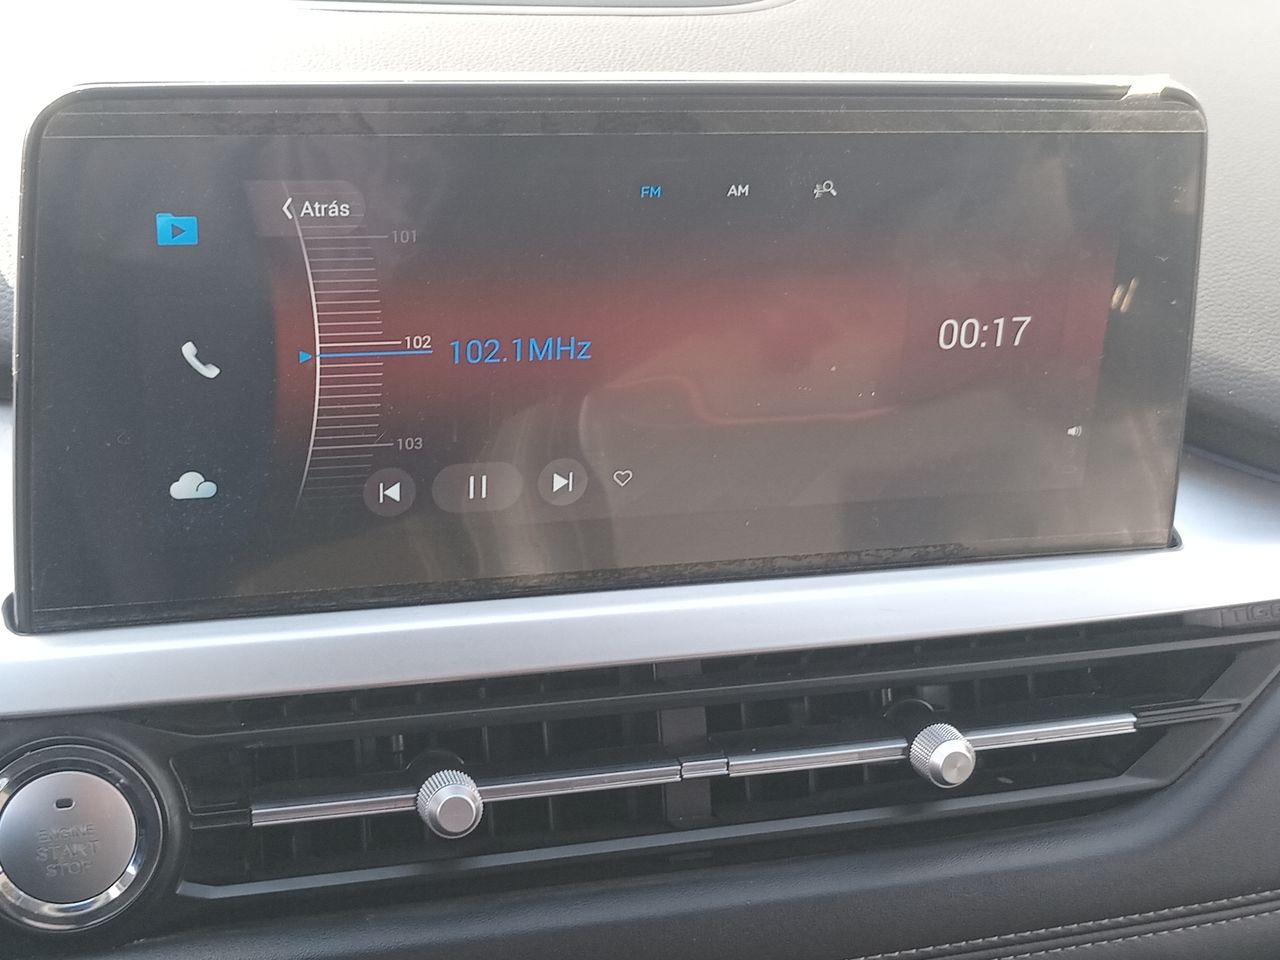 Atrás
FM
AM
101
102
102.1MHz
103
00:17
ENGINE
START
STOP